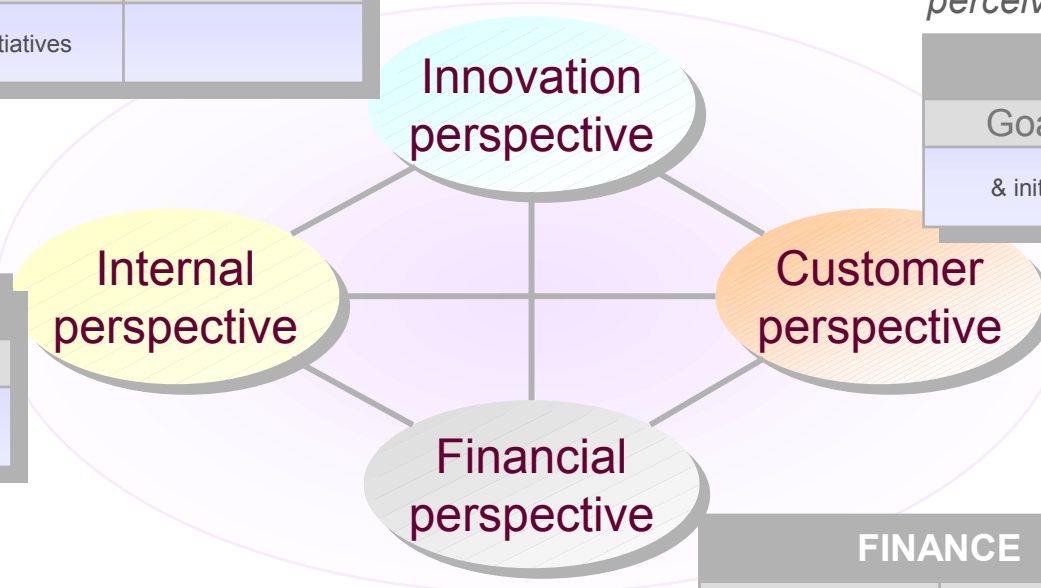 perceiv
tiatives
Innovation
perspective
Goa
& init
Internal
perspective
Customer
perspective
Financial
perspective
FINANCE